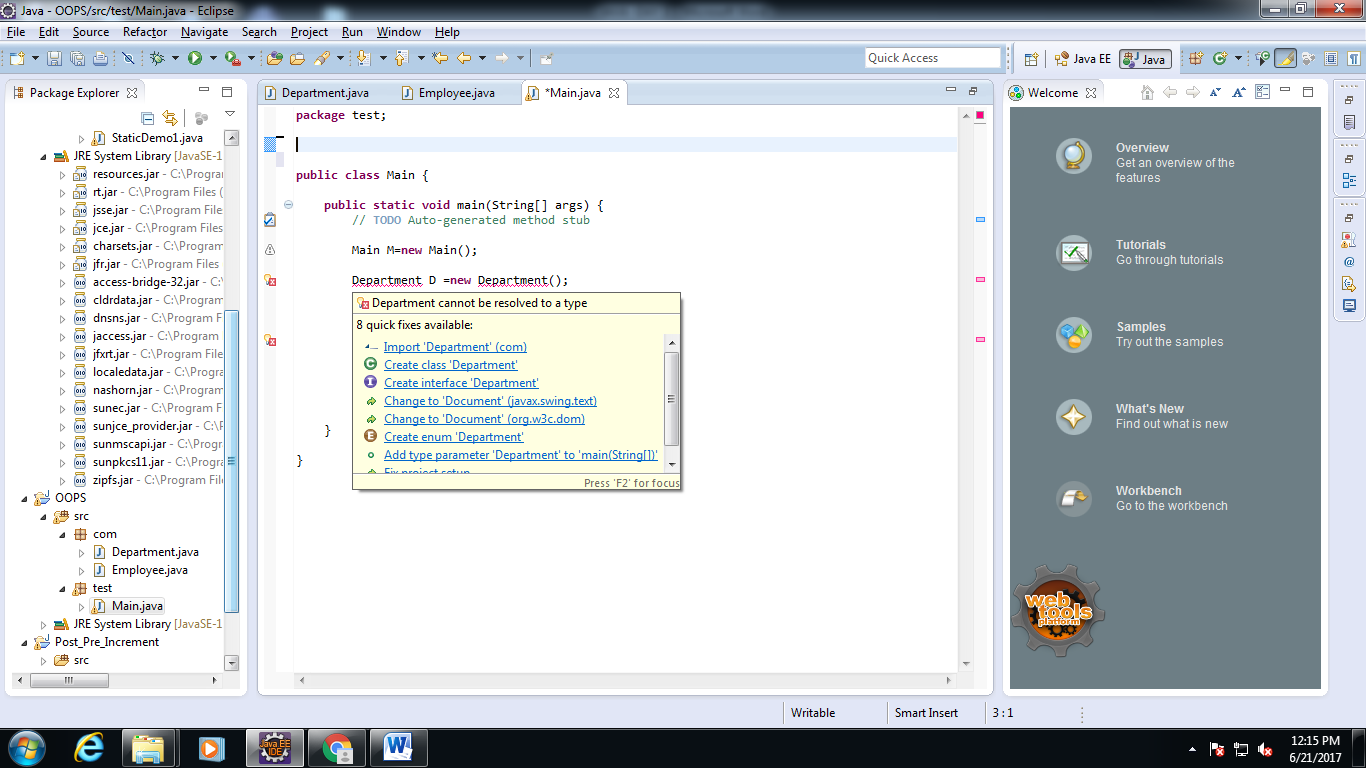 Java - OOPS/src/test/Main.java - Eclipse
File Edit Source Refactor Navigate Search Project Run Window Help
Quick Access
Java EE
Java
Package Explorer
StaticDemo1.java
JRE System Library [JavaSE-1
resources.jar - C:\Program
rt.jar - C:\Program Files (
jsse.jar - C:\Program File
jce.jar - C:\Program Files
charsets.jar - C:\Program
jfr.jar - C:\Program Files
access-bridge-32.jar - C:
cldrdata.jar - C:\Program
dnsns.jar - C:\Program F
jaccess.jar - C:\Program
jfxrt.jar - C:\Program Files
localedata.jar - C:\Progra
nashorn.jar - C:\Program
sunec.jar - C:\Program F
sunjce_provider.jar - C:\
sunmscapi.jar - C:\Progr
sunpkcs11.jar - C:\Progr
zipfs.jar - C:\Program File
OOPS
src
com
Department.java
Employee.java
test
Main.java
JRE System Library [JavaSE-1
Post_Pre_Increment
src
Department.java
Employee.java
*Main.java
package test;
public class Main {
public static void main(String[] args) {
// TODO Auto-generated method stub
Main M=new Main();
Department D =new Department();
Department cannot be resolved to a type
8 quick fixes available:
Import 'Department' (com)
Create class 'Department'
Create interface 'Department'
Change to 'Document' (javax.swing.text)
Change to 'Document' (org.w3c.dom)
Create enum 'Department'
Add type parameter 'Department' to 'main(String[])'
Fix project setup
Press 'F2' for focus
}
}
Welcome
Overview
Get an overview of the
features
Tutorials
Go through tutorials
Samples
Try out the samples
What's New
Find out what is new
Workbench
Go to the workbench
web
tools
platform
Writable
Smart Insert
3 : 1
Java EE
IDE
12:15 PM
6/21/2017